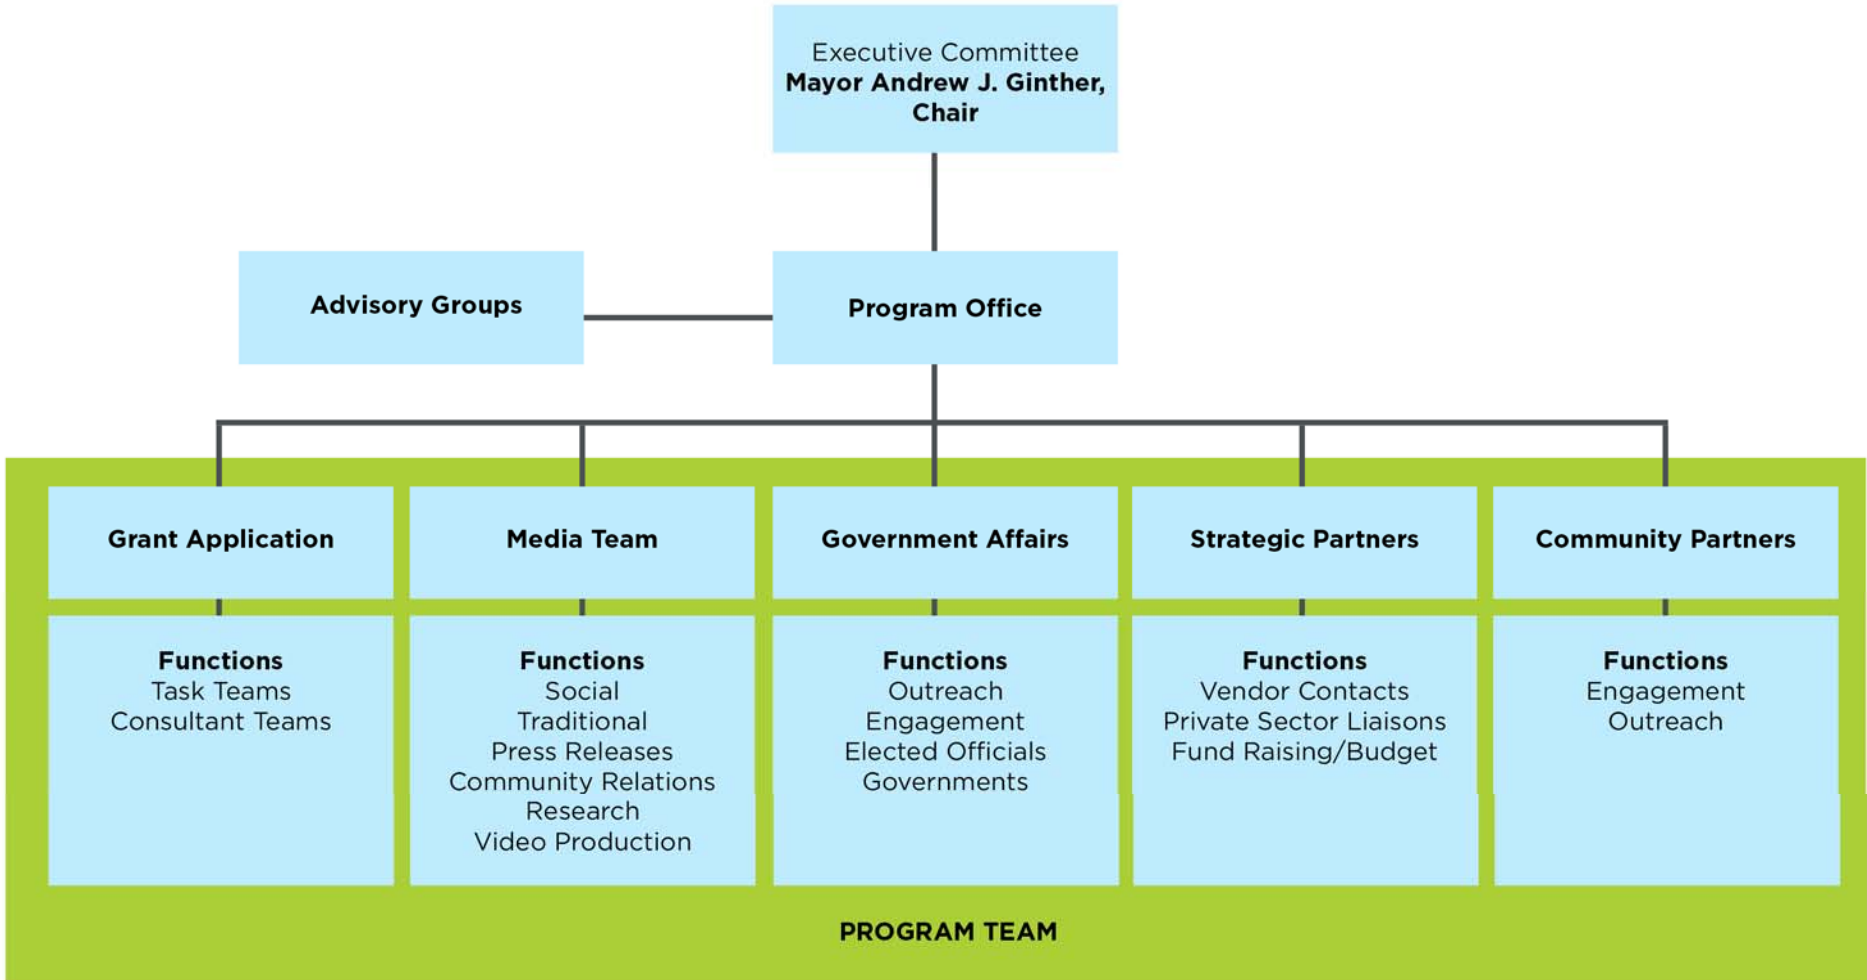 Executive Committee
Mayor Andrew J. Ginther,
Chair
Advisory Groups
Program Office
Grant Application
Media Team
Government Affairs
Strategic Partners
Community Partners
Functions
Task Teams
Consultant Teams
Functions
Social
Traditional
Press Releases
Community Relations
Research
Video Production
Functions
Outreach
Engagement
Elected Officials
Governments
Functions
Vendor Contacts
Private Sector Liaisons
Fund Raising/Budget
Functions
Engagement
Outreach
PROGRAM TEAM